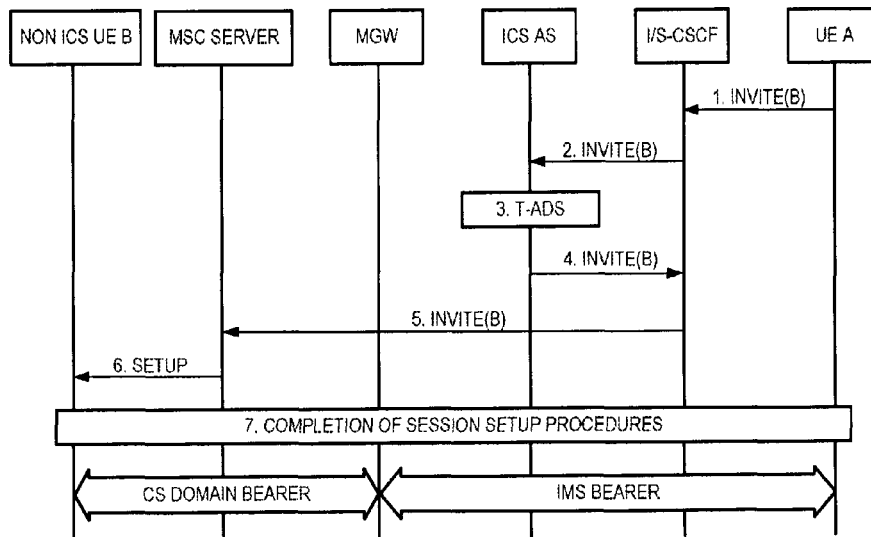 NON ICS UE B
MSC SERVER
MGW
ICS AS
I/S-CSCF
UE A
1. INVITE(B)
2. INVITE(B)
3. T-ADS
4. INVITE(B)
5. INVITE(B)
6. SETUP
7. COMPLETION OF SESSION SETUP PROCEDURES
CS DOMAIN BEARER
IMS BEARER